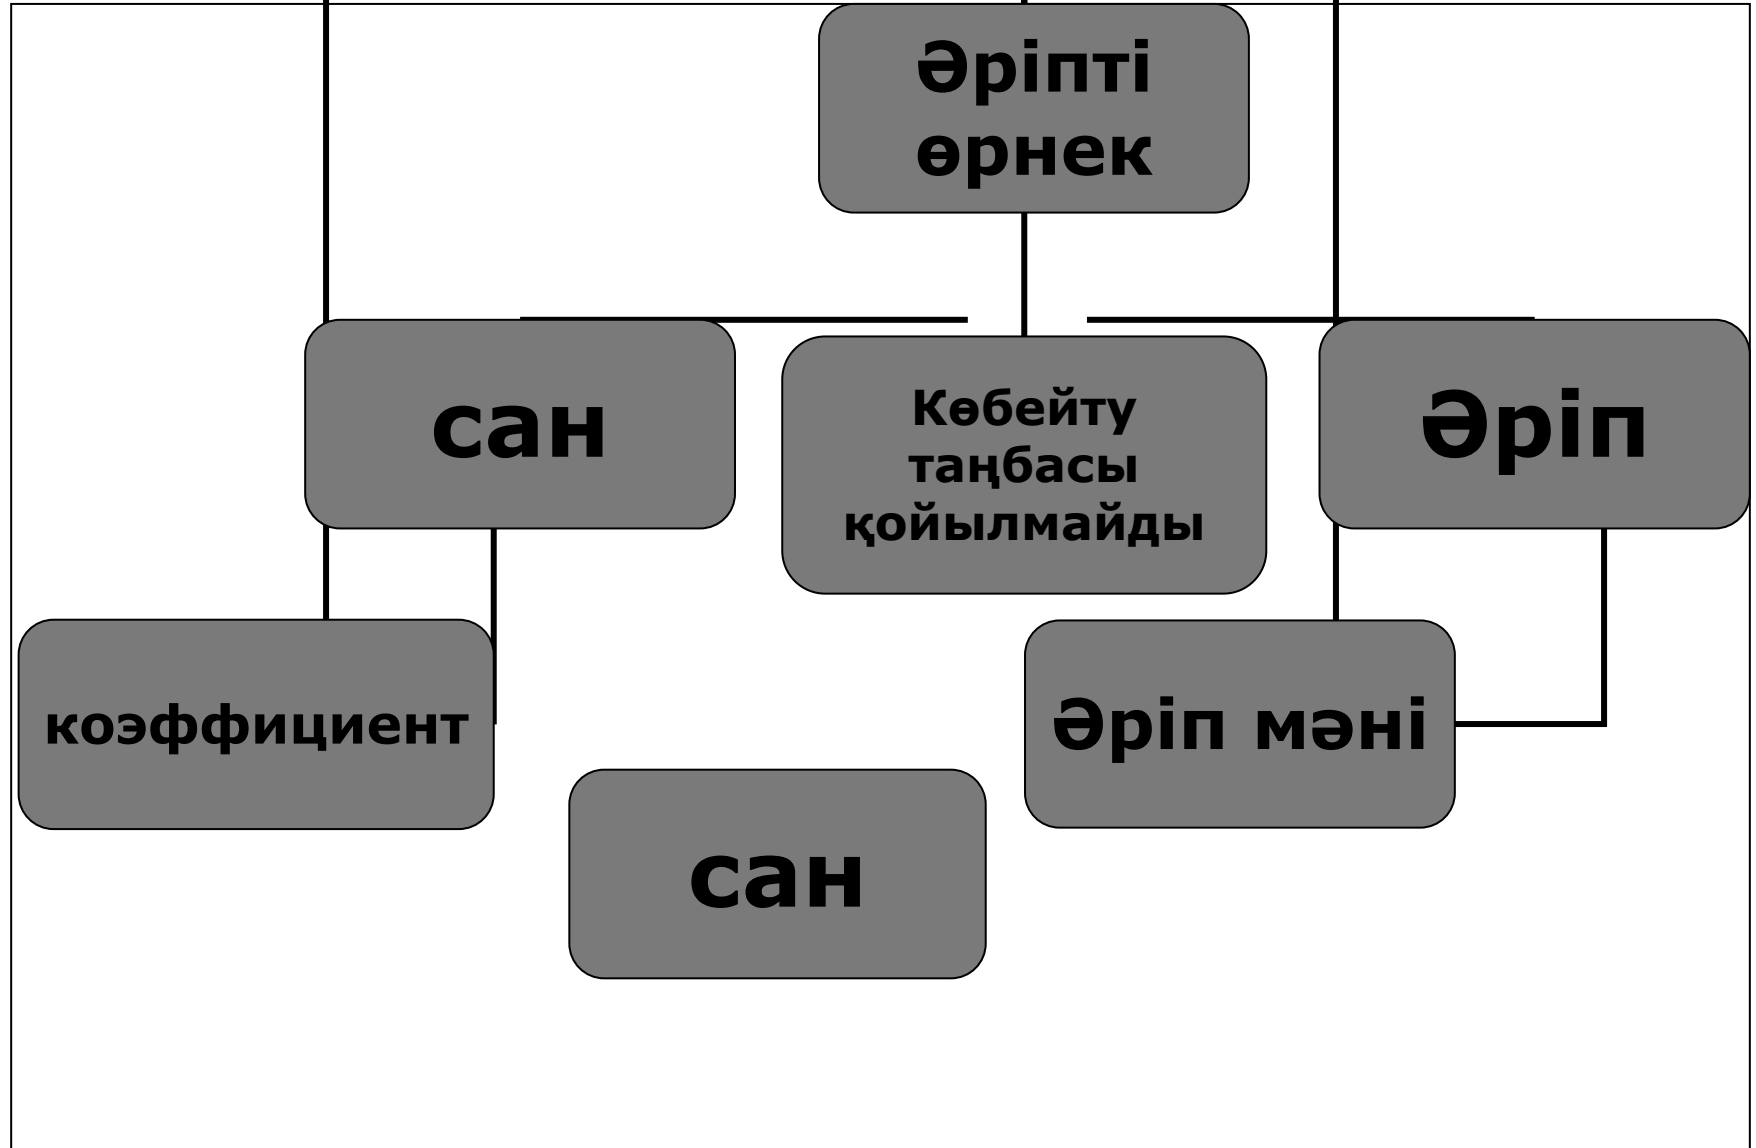 Әріпті
өрнек
сан
Көбейту
таңбасы
қойылмайды
Әріп
коэффициент
Әріп мәні
сан